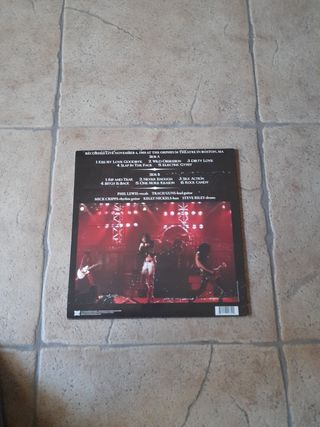 RECORDED LIVE NOVEMBER 4, 1989 AT THE ORPHEUM THEATRE IN BOSTON, MA
SIDE A
1. KISS MY LOVE GOODBYE 2. WILD OBSESSION 3. DIRTY LUV
4. SLAP IN THE FACE 5. ELECTRIC GYPSY
SIDE B
1. RIP AND TEAR 2. NEVER ENOUGH 3. SEX ACTION
4. BITCH IS BACK 5. ONE MORE REASON 6. ROCK CANDY
PHIL LEWIS-vocals TRACII GUNS-lead guitar
MICK CRIPPS-rhythm guitar KELLY NICKELS-bass STEVE RILEY-drums